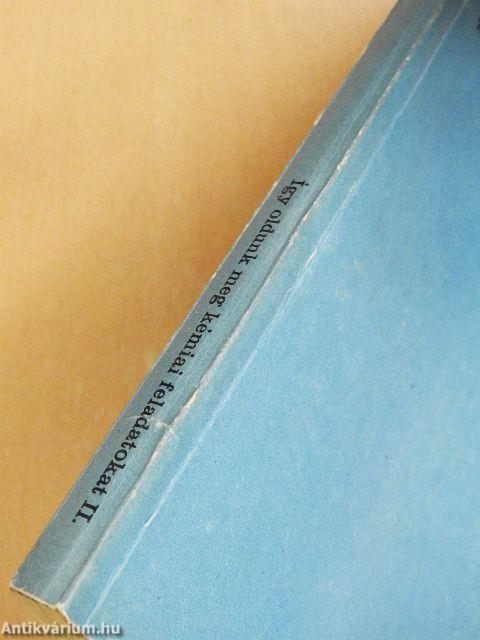 Így oldunk meg kémiai feladatokat II.
Antikvárium.hu